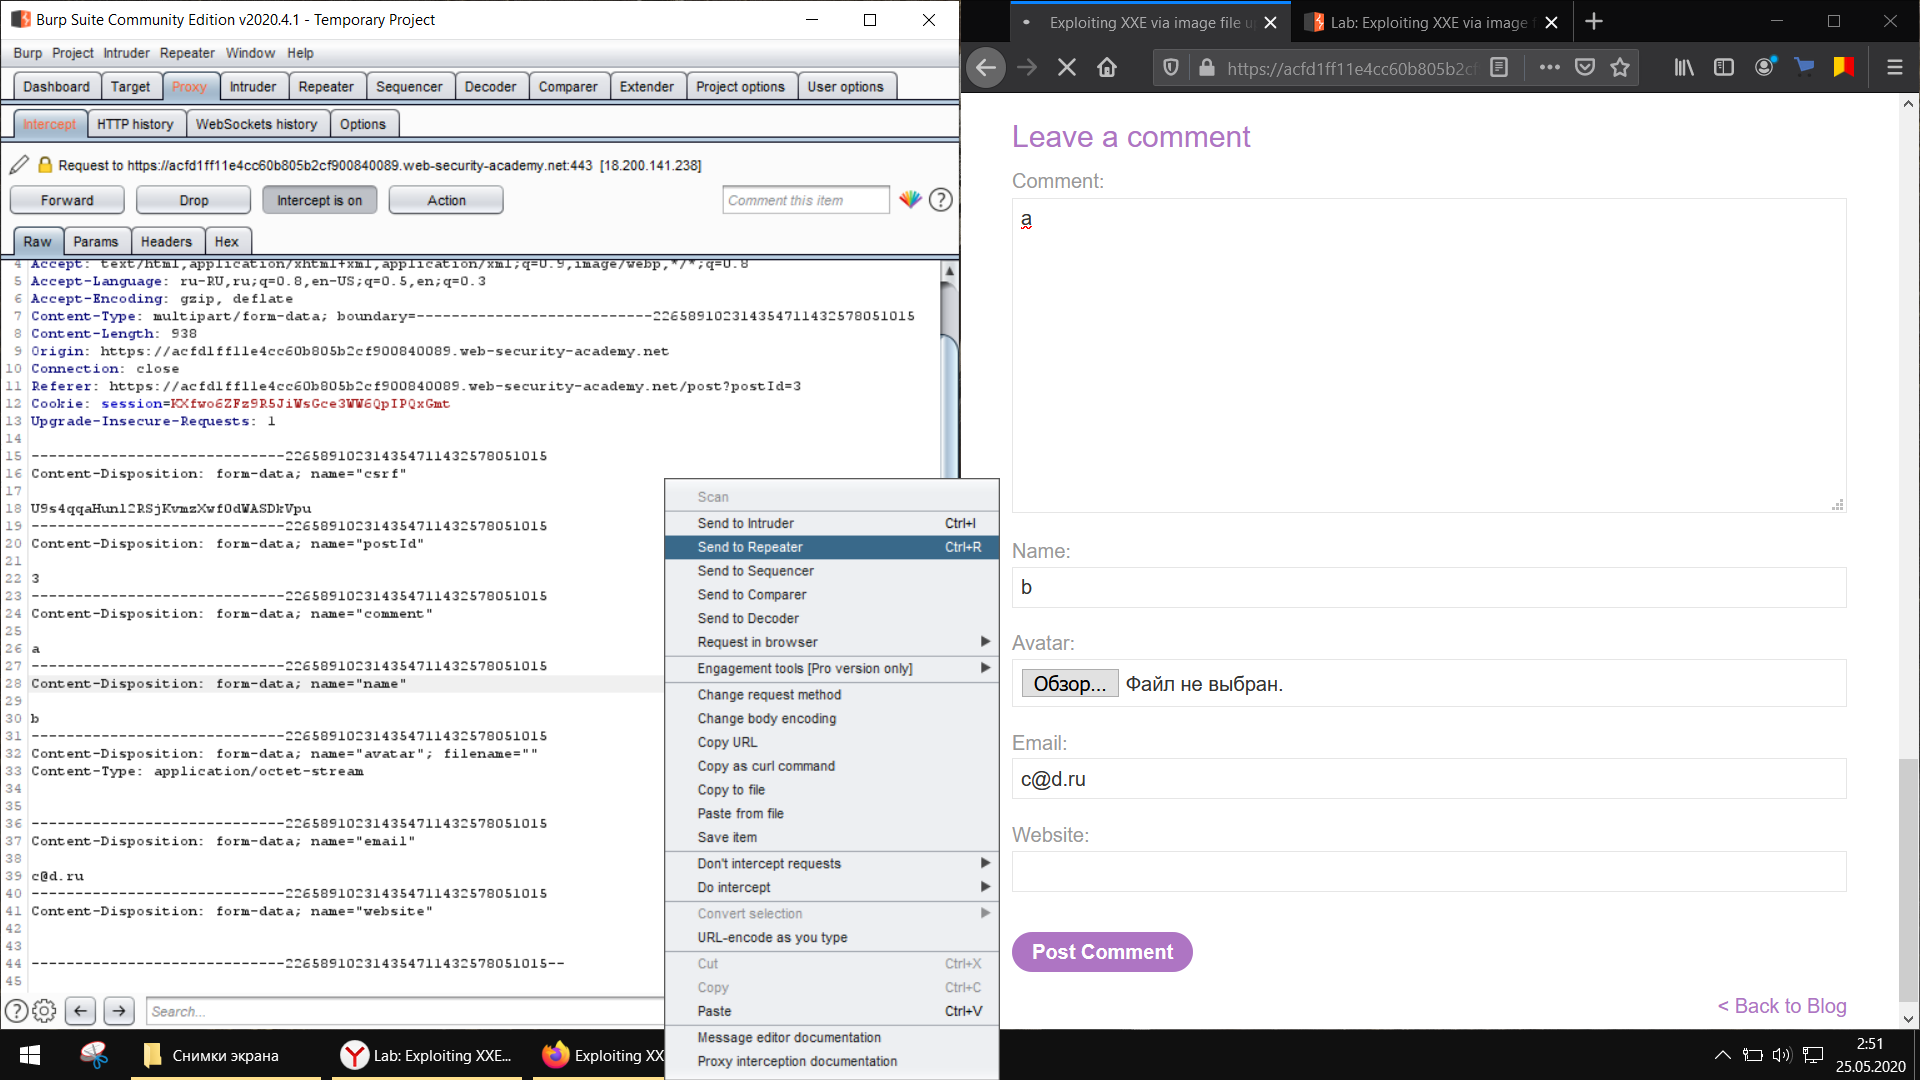 Burp Suite Community Edition v2020.4.1 - Temporary Project
Burp Project Intruder Repeater Window Help
Dashboard Target Proxy Intruder Repeater Sequencer Decoder Comparer Extender Project options User options
Intercept HTTP history WebSockets history Options
Request to https://acfd1ff11e4cc60b805b2cf900840089.web-security-academy.net:443 [18.200.141.238]
Forward Drop Intercept is on Action Comment this item ?
Raw Params Headers Hex
4 Accept: text/html,application/xhtml+xml,application/xml;q=0.9,image/webp,*/*;q=0.8
5 Accept-Language: ru-RU,ru;q=0.8,en-US;q=0.5,en;q=0.3
6 Accept-Encoding: gzip, deflate
7 Content-Type: multipart/form-data; boundary=---------------------------226589102314354711432578051015
8 Content-Length: 938
9 Origin: https://acfd1ff11e4cc60b805b2cf900840089.web-security-academy.net
10 Connection: close
11 Referer: https://acfd1ff11e4cc60b805b2cf900840089.web-security-academy.net/post?postId=3
12 Cookie: session=KXfwo6ZFz9R5JiWsGce3WW6QpIPQxGmt
13 Upgrade-Insecure-Requests: 1
14
15 -----------------------------226589102314354711432578051015
16 Content-Disposition: form-data; name="csrf"
17
18 U9s4qqaHunl2RSjKvmzXwf0dWASDkVpu
19 -----------------------------226589102314354711432578051015
20 Content-Disposition: form-data; name="postId"
21
22 3
23 -----------------------------226589102314354711432578051015
24 Content-Disposition: form-data; name="comment"
25
26 a
27 -----------------------------226589102314354711432578051015
28 Content-Disposition: form-data; name="name"
29
30 b
31 -----------------------------226589102314354711432578051015
32 Content-Disposition: form-data; name="avatar"; filename=""
33 Content-Type: application/octet-stream
34
35
36 -----------------------------226589102314354711432578051015
37 Content-Disposition: form-data; name="email"
38
39 c@d.ru
40 -----------------------------226589102314354711432578051015
41 Content-Disposition: form-data; name="website"
42
43
44 -----------------------------226589102314354711432578051015--
45
? Search...
Scan
Send to Intruder Ctrl+I
Send to Repeater Ctrl+R
Send to Sequencer
Send to Comparer
Send to Decoder
Request in browser
Engagement tools [Pro version only]
Change request method
Change body encoding
Copy URL
Copy as curl command
Copy to file
Paste from file
Save item
Don't intercept requests
Do intercept
Convert selection
URL-encode as you type
Cut Ctrl+X
Copy Ctrl+C
Paste Ctrl+V
Message editor documentation
Proxy interception documentation
Exploiting XXE via image file u
Lab: Exploiting XXE via image f
https://acfd1ff11e4cc60b805b2cf
Leave a comment
Comment:
a
Name:
b
Avatar:
Обзор... Файл не выбран.
Email:
c@d.ru
Website:
Post Comment
< Back to Blog
Снимки экрана
Lab: Exploiting XXE...
Exploiting XX
2:51
25.05.2020